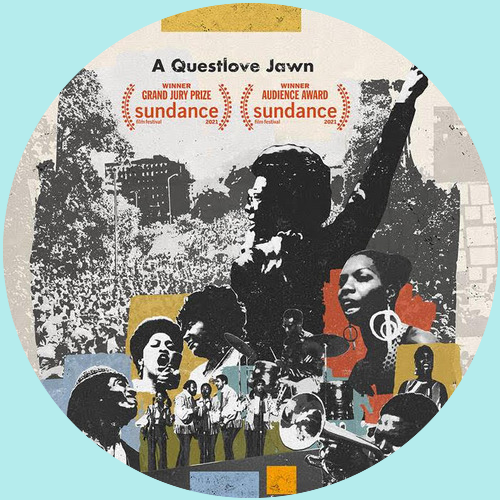 A Questlove Jawn
WINNER
GRAND JURY PRIZE
sundance
film festival 2021
WINNER
AUDIENCE AWARD
sundance
film festival 2021